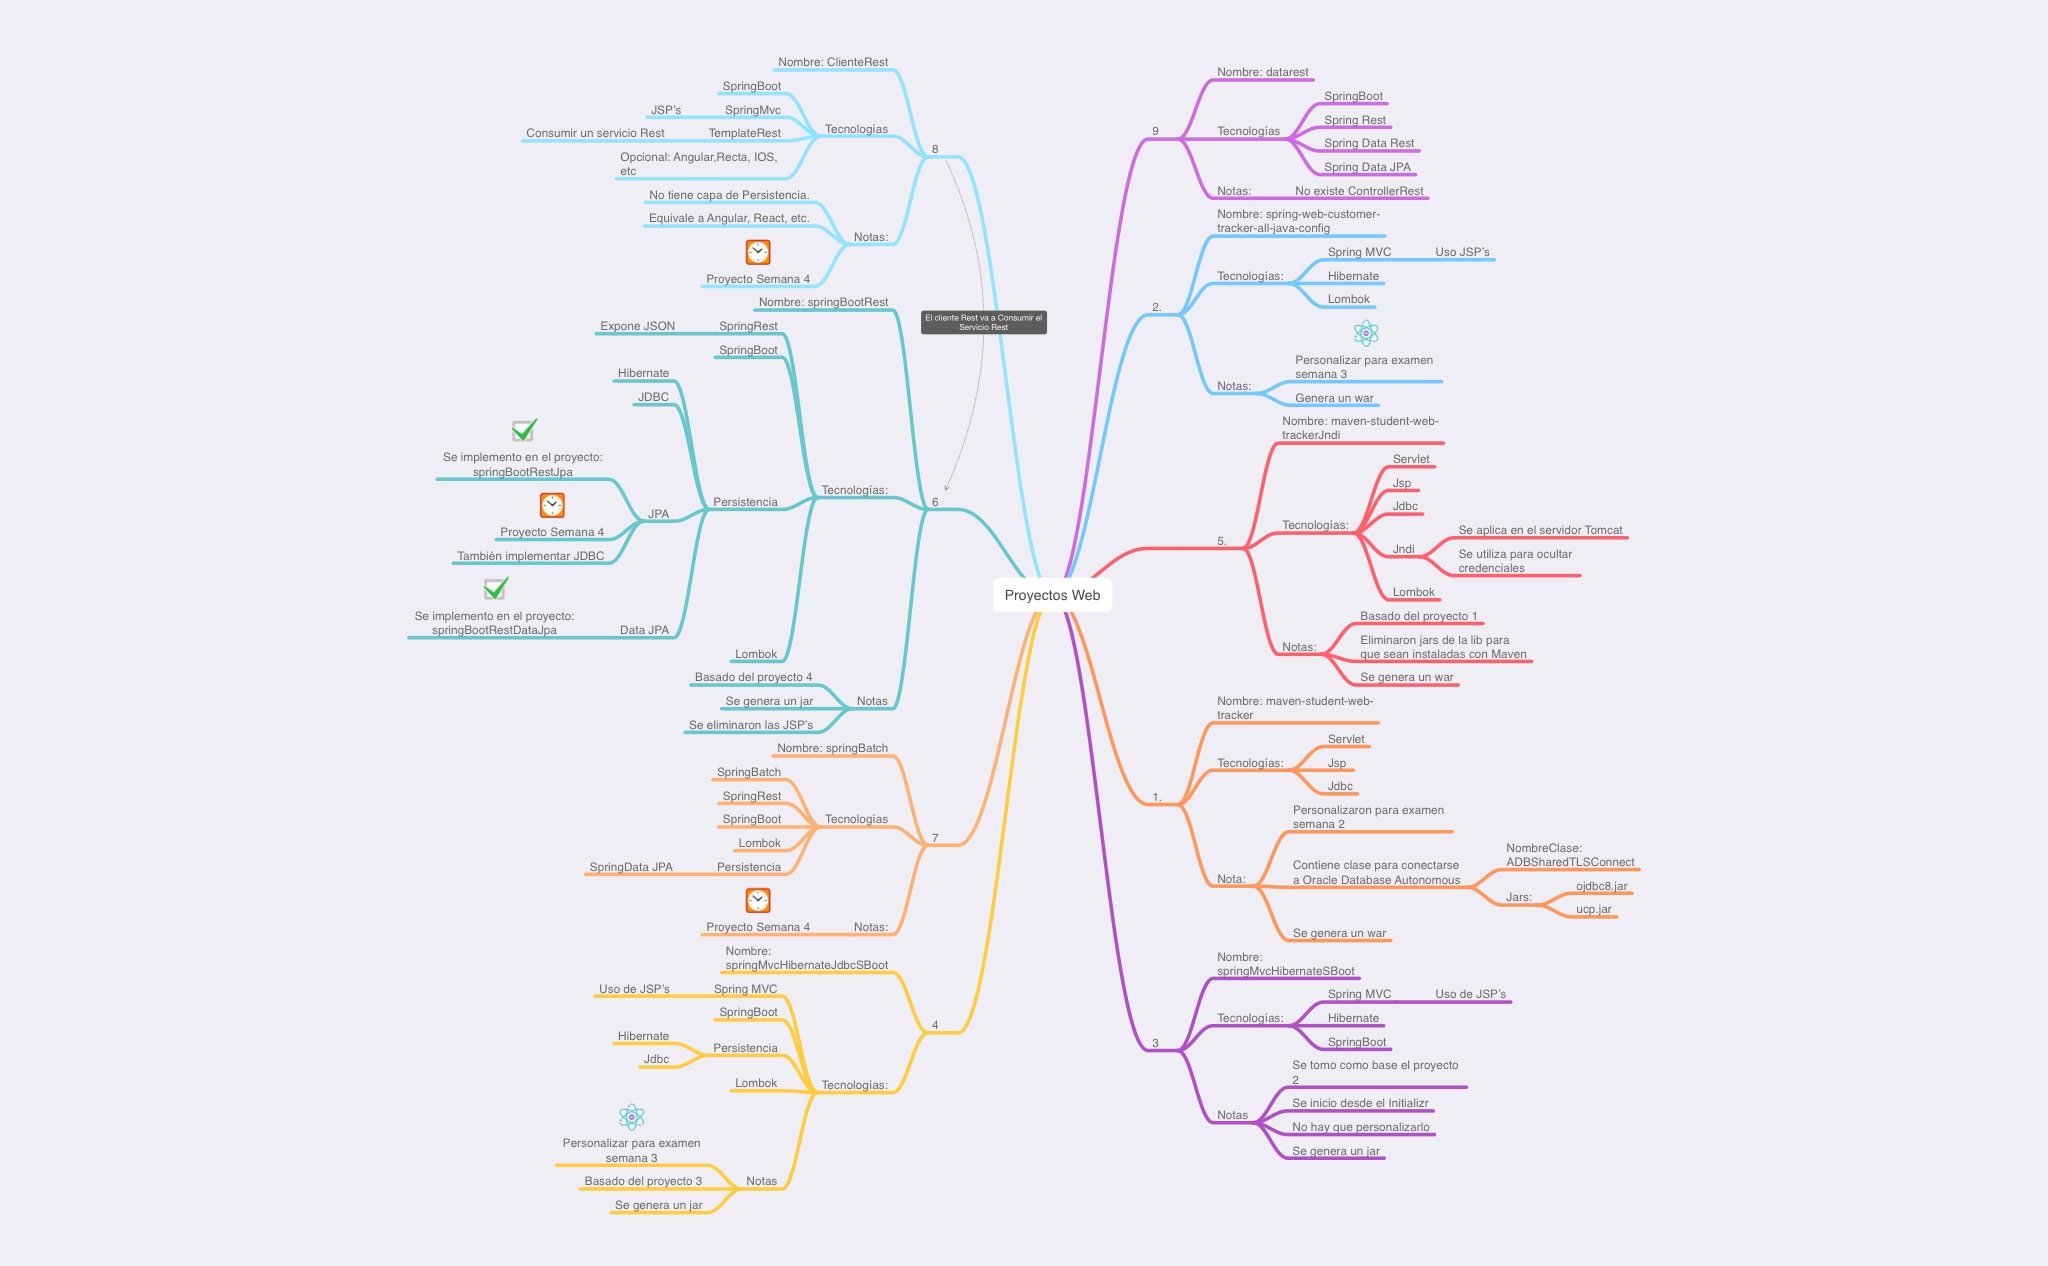 Proyectos Web
9
Nombre: datarest
Tecnologías
SpringBoot
Spring Rest
Spring Data Rest
Spring Data JPA
Notas:
No existe ControllerRest
2.
Nombre: spring-web-customer-
tracker-all-java-config
Tecnologías:
Spring MVC
Uso JSP's
Hibernate
Lombok
Notas:
Personalizar para examen
semana 3
Genera un war
5.
Nombre: maven-student-web-
trackerJndi
Tecnologías:
Servlet
Jsp
Jdbc
Jndi
Se aplica en el servidor Tomcat
Se utiliza para ocultar
credenciales
Lombok
Notas:
Basado del proyecto 1
Eliminaron jars de la lib para
que sean instaladas con Maven
Se genera un war
1.
Nombre: maven-student-web-
tracker
Tecnologías:
Servlet
Jsp
Jdbc
Nota:
Personalizaron para examen
semana 2
Contiene clase para conectarse
a Oracle Database Autonomous
NombreClase:
ADBSharedTLSConnect
Jars:
ojdbc8.jar
ucp.jar
Se genera un war
3
Nombre:
springMvcHibernateSBoot
Tecnologías:
Spring MVC
Uso de JSP's
Hibernate
SpringBoot
Notas
Se tomo como base el proyecto
2
Se inicio desde el Initializr
No hay que personalizarlo
Se genera un jar
8
Nombre: ClienteRest
Tecnologías
SpringBoot
SpringMvc
JSP's
TemplateRest
Consumir un servicio Rest
Opcional: Angular,Recta, IOS,
etc
Notas:
No tiene capa de Persistencia.
Equivale a Angular, React, etc.
Proyecto Semana 4
El cliente Rest va a Consumir el
Servicio Rest
6
Nombre: springBootRest
Tecnologías:
SpringRest
Expone JSON
SpringBoot
Persistencia
Hibernate
JDBC
JPA
Se implemento en el proyecto:
springBootRestJpa
Proyecto Semana 4
También implementar JDBC
Data JPA
Se implemento en el proyecto:
springBootRestDataJpa
Lombok
Notas
Basado del proyecto 4
Se genera un jar
Se eliminaron las JSP's
7
Nombre: springBatch
Tecnologías
SpringBatch
SpringRest
SpringBoot
Lombok
Persistencia
SpringData JPA
Notas:
Proyecto Semana 4
4
Nombre:
springMvcHibernateJdbcSBoot
Tecnologías:
Spring MVC
Uso de JSP's
SpringBoot
Persistencia
Hibernate
Jdbc
Lombok
Notas
Personalizar para examen
semana 3
Basado del proyecto 3
Se genera un jar